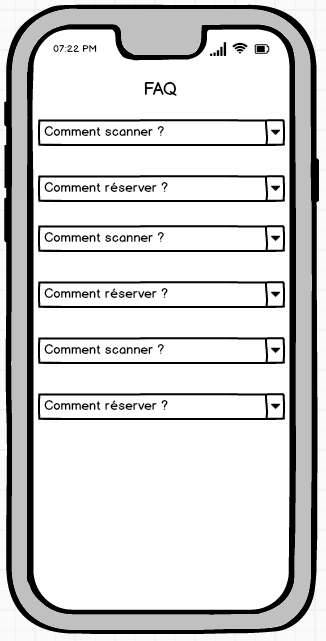 07:22 PM
FAQ
Comment scanner ?
Comment réserver ?
Comment scanner ?
Comment réserver ?
Comment scanner ?
Comment réserver ?